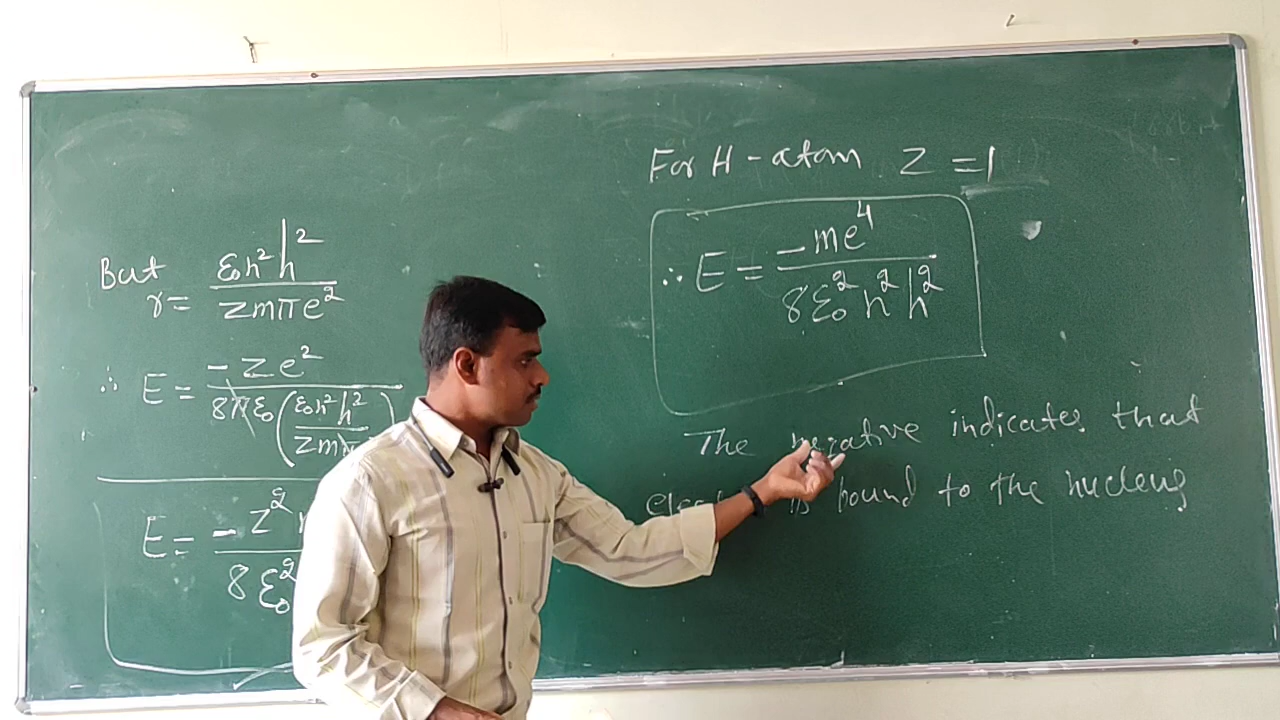 But r = ε₀n²h² / Zmπe²
∴ E = -Ze² / 8πε₀(ε₀n²h² / Zmπ
E = -Z² / 8ε₀²
For H-atom Z = 1
∴ E = -me⁴ / 8ε₀²n²h²
The negative indicates that
is bound to the nucleus